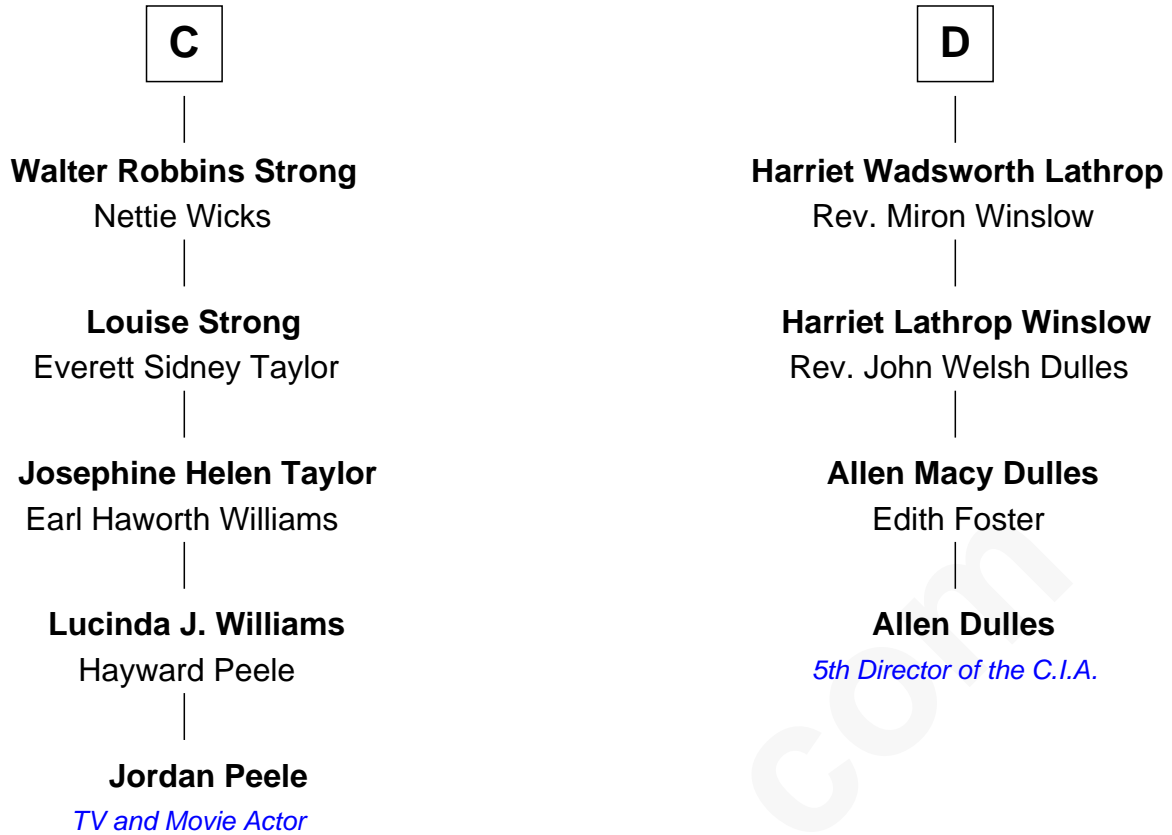 C
Walter Robbins Strong
Nettie Wicks
Louise Strong
Everett Sidney Taylor
Josephine Helen Taylor
Earl Haworth Williams
Lucinda J. Williams
Hayward Peele
Jordan Peele
TV and Movie Actor
D
Harriet Wadsworth Lathrop
Rev. Miron Winslow
Harriet Lathrop Winslow
Rev. John Welsh Dulles
Allen Macy Dulles
Edith Foster
Allen Dulles
5th Director of the C.I.A.
com